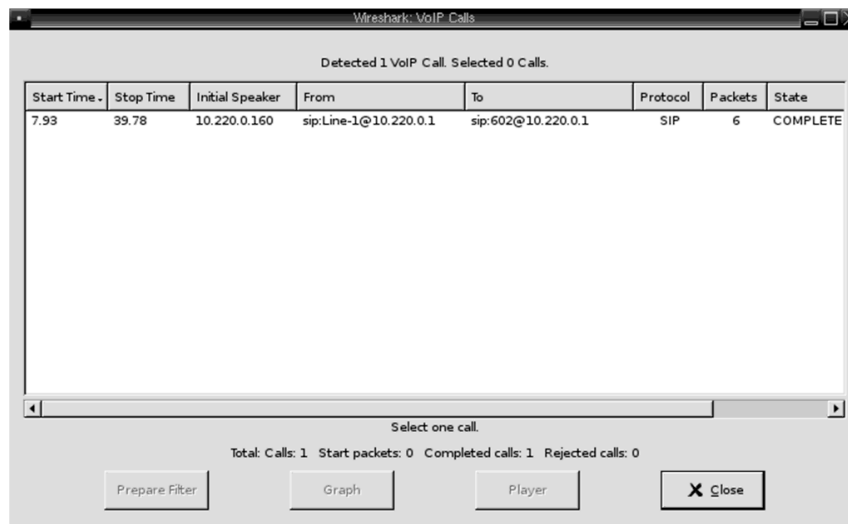 Wireshark: VoIP Calls
Detected 1 VoIP Call. Selected 0 Calls.
Start Time Stop Time Initial Speaker From To Protocol Packets State
7.93 39.78 10.220.0.160 sip:Line-1@10.220.0.1 sip:602@10.220.0.1 SIP 6 COMPLETE
Select one call.
Total: Calls: 1 Start packets: 0 Completed calls: 1 Rejected calls: 0
Prepare Filter Graph Player Close